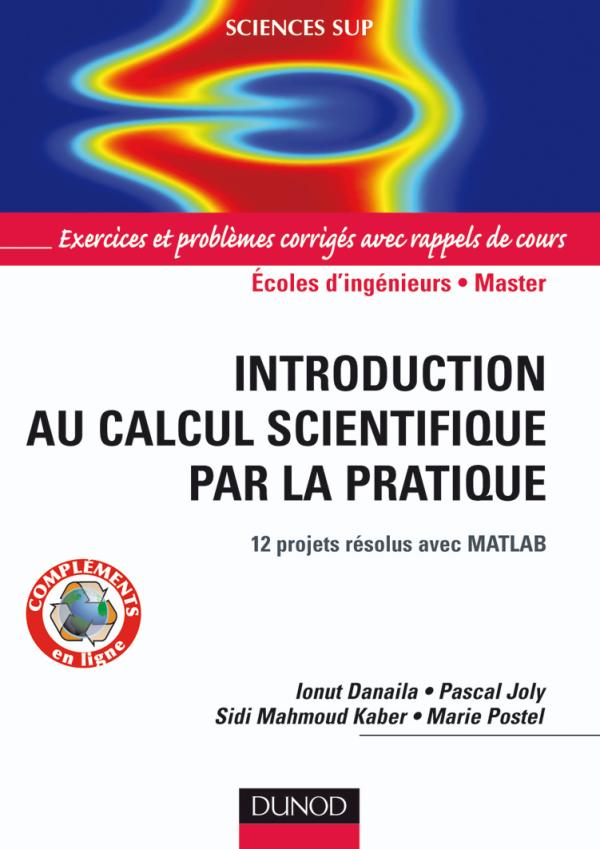 SCIENCES SUP
Exercices et problèmes corrigés avec rappels de cours
Écoles d'ingénieurs • Master
INTRODUCTION
AU CALCUL SCIENTIFIQUE
PAR LA PRATIQUE
12 projets résolus avec MATLAB
COMPLÉMENTS
en ligne
Ionut Danaila • Pascal Joly
Sidi Mahmoud Kaber • Marie Postel
DUNOD